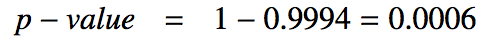 p − value = 1 − 0.9994 = 0.0006